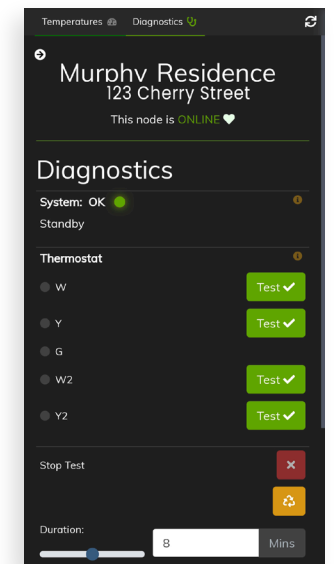 Temperatures Diagnostics
Murphy Residence
123 Cherry Street
This node is ONLINE
Diagnostics
System: OK
Standby
Thermostat
W Test
Y Test
G
W2 Test
Y2 Test
Stop Test
Duration:
8 Mins